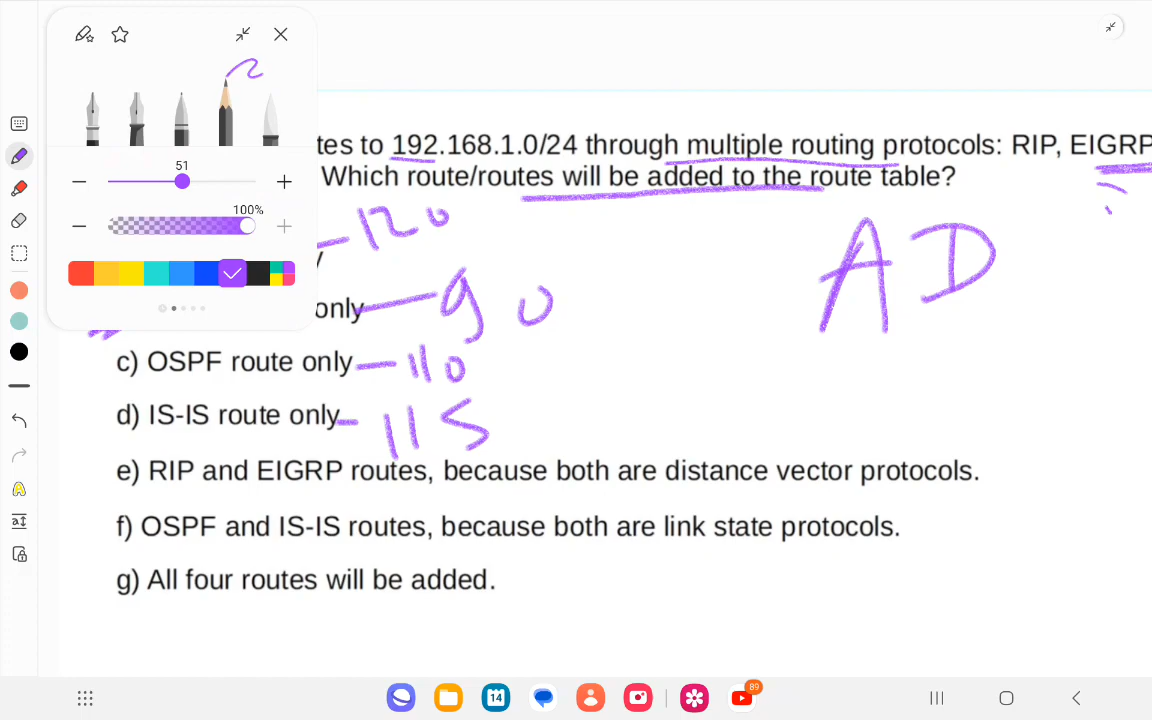 51
100%
tes to 192.168.1.0/24 through multiple routing protocols: RIP, EIGRP
Which route/routes will be added to the route table?
120
AD
only 90
c) OSPF route only 110
d) IS-IS route only 115
e) RIP and EIGRP routes, because both are distance vector protocols.
f) OSPF and IS-IS routes, because both are link state protocols.
g) All four routes will be added.
14
89